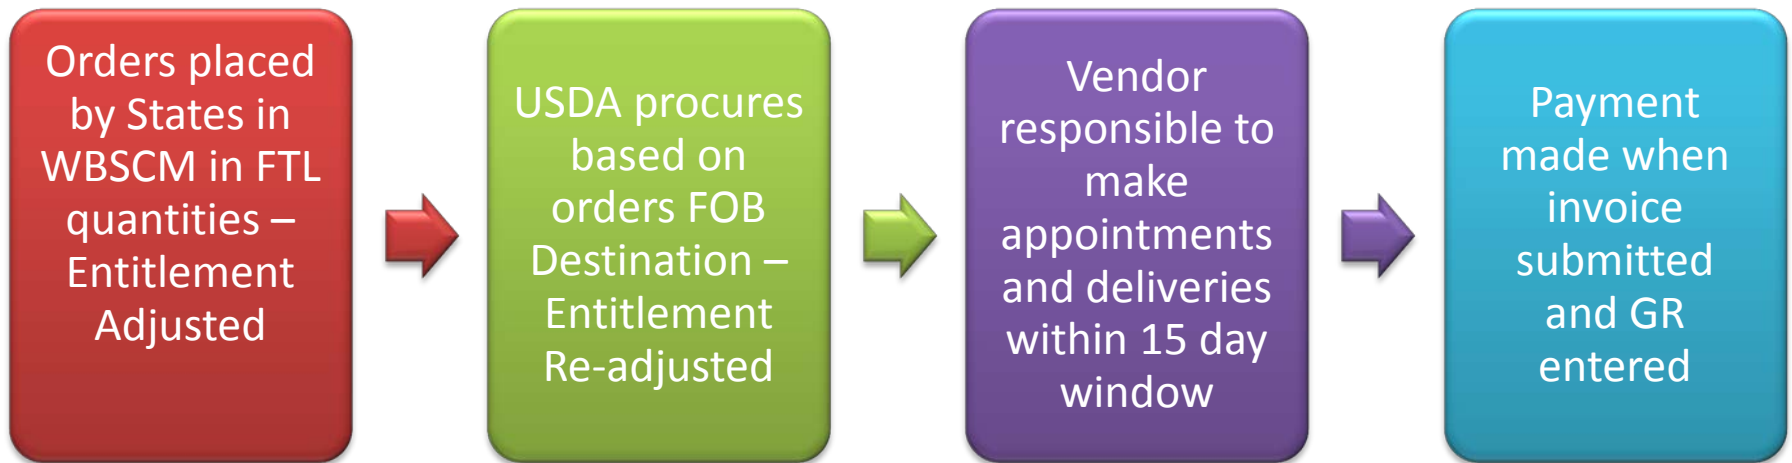 Orders placed
by States in
WBSCM in FTL
quantities –
Entitlement
Adjusted
USDA procures
based on
orders FOB
Destination –
Entitlement
Re-adjusted
Vendor
responsible to
make
appointments
and deliveries
within 15 day
window
Payment
made when
invoice
submitted
and GR
entered